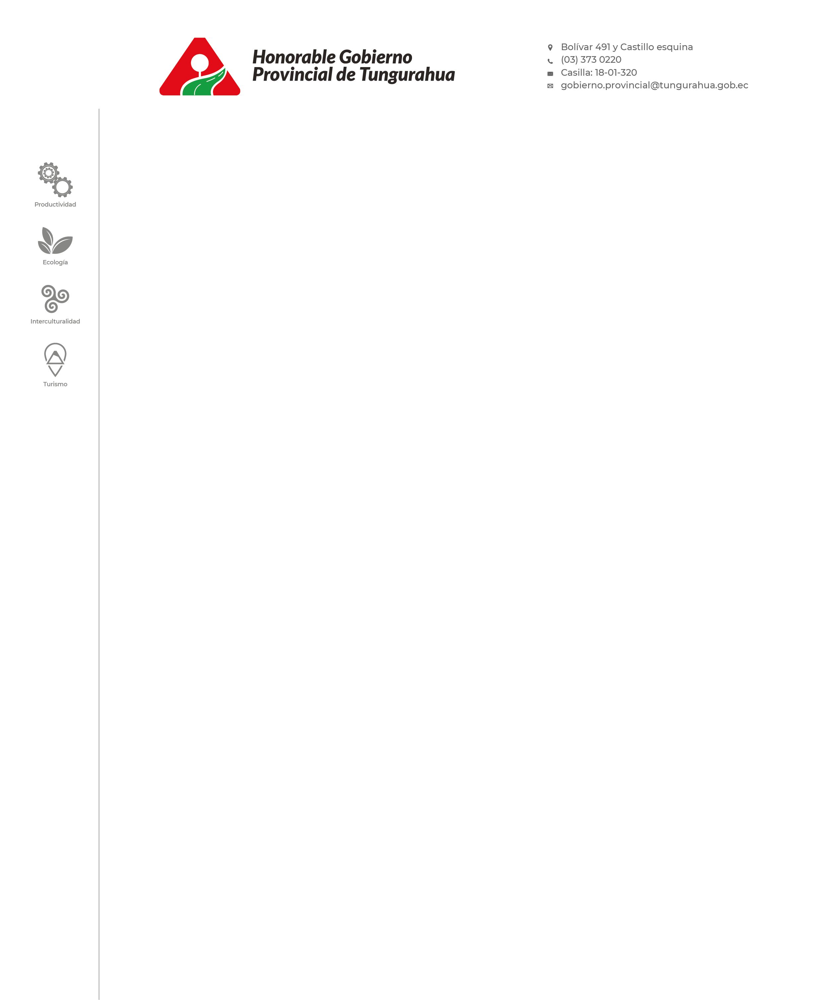 Honorable Gobierno
Provincial de Tungurahua
Bolívar 491 y Castillo esquina
(03) 373 0220
Casilla: 18-01-320
gobierno.provincial@tungurahua.gob.ec
Productividad
Ecología
Interculturalidad
Turismo